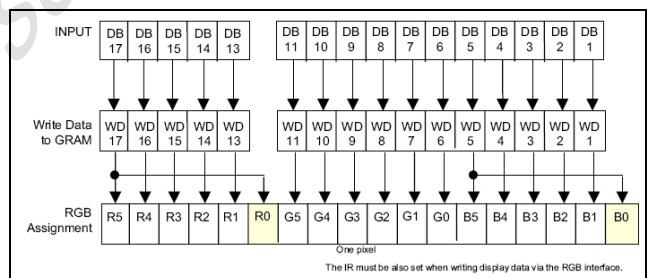 INPUT DB 17 DB 16 DB 15 DB 14 DB 13 DB 11 DB 10 DB 9 DB 8 DB 7 DB 6 DB 5 DB 4 DB 3 DB 2 DB 1
Write Data to GRAM WD 17 WD 16 WD 15 WD 14 WD 13 WD 11 WD 10 WD 9 WD 8 WD 7 WD 6 WD 5 WD 4 WD 3 WD 2 WD 1
RGB Assignment R5 R4 R3 R2 R1 R0 G5 G4 G3 G2 G1 G0 B5 B4 B3 B2 B1 B0
One pixel
The IR must be also set when writing display data via the RGB interface.